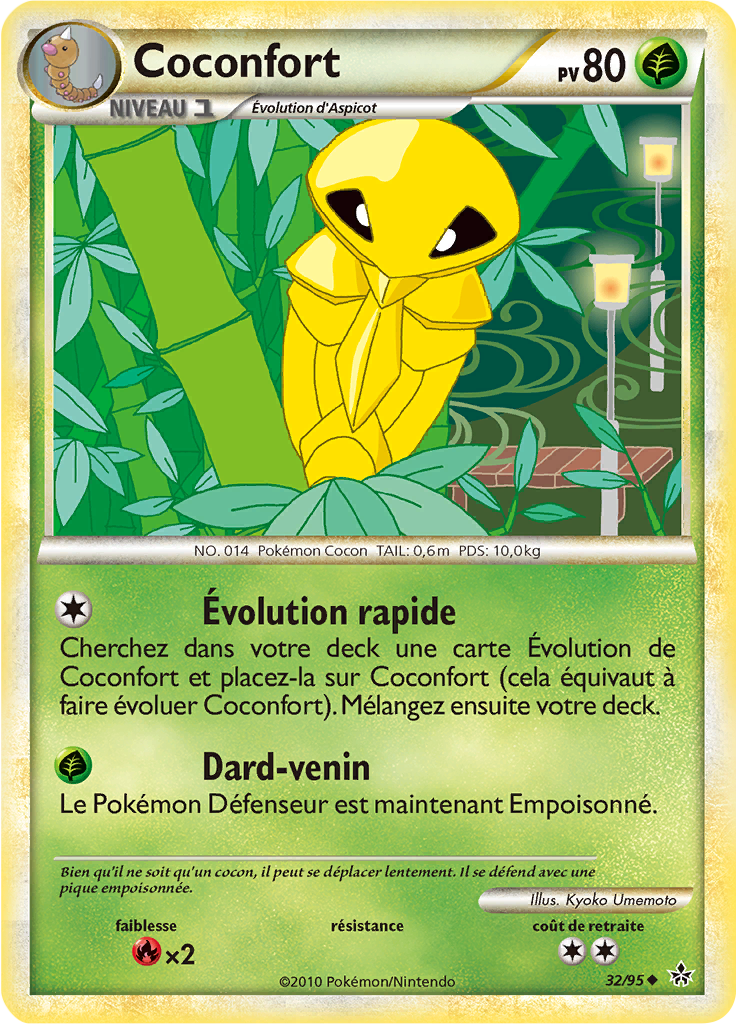 Coconfort
PV 80
NIVEAU 1
Évolution d'Aspicot
NO. 014 Pokémon Cocon TAIL: 0,6m PDS: 10,0kg
Évolution rapide
Cherchez dans votre deck une carte Évolution de
Coconfort et placez-la sur Coconfort (cela équivaut à
faire évoluer Coconfort). Mélangez ensuite votre deck.
Dard-venin
Le Pokémon Défenseur est maintenant Empoisonné.
Bien qu'il ne soit qu'un cocon, il peut se déplacer lentement. Il se défend avec une
pique empoisonnée.
Illus. Kyoko Umemoto
faiblesse résistance coût de retraite
×2
©2010 Pokémon/Nintendo
32/95